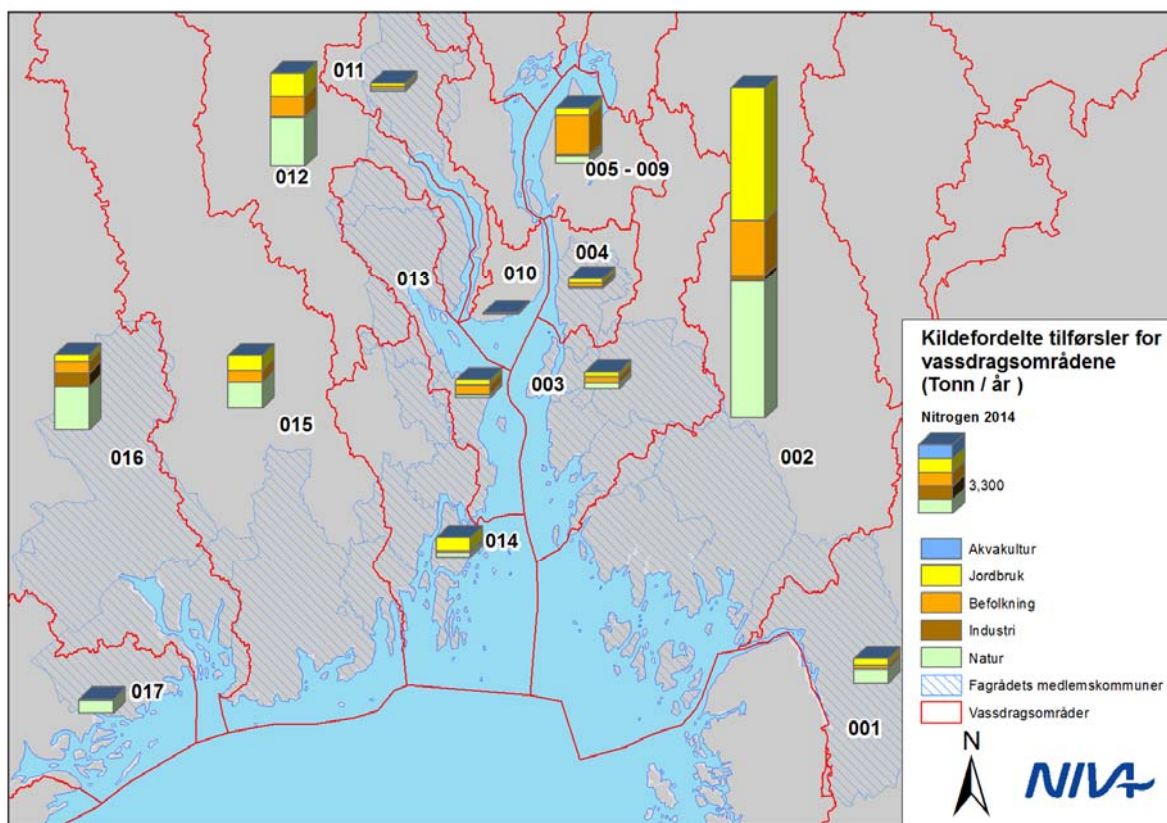 011
012
005 - 009
004
010
013
003
002
015
016
014
017
001
Kildefordelte tilførsler for
vassdragsområdene
(Tonn / år )
Nitrogen 2014
3,300
Akvakultur
Jordbruk
Befolkning
Industri
Natur
Fagrådets medlemskommuner
Vassdragsområder
N
NIVA